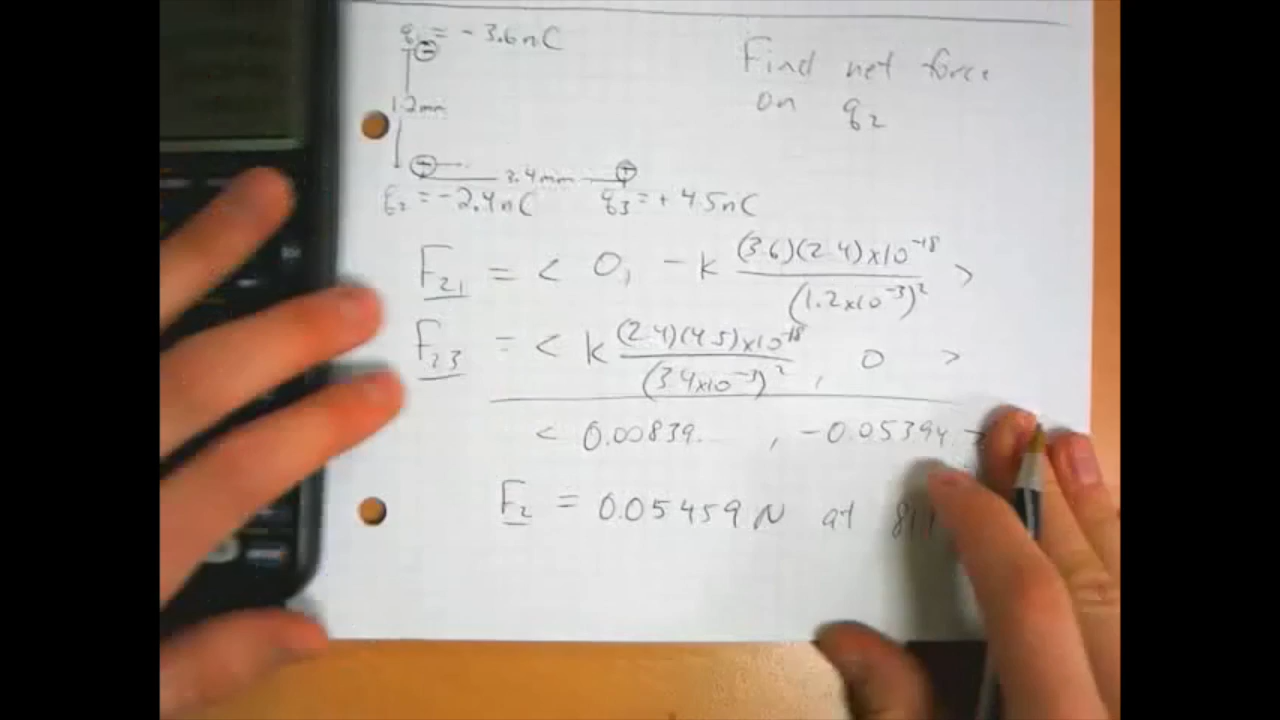 q = -3.6nC
Find net force
on q2
1.2mm
3.4mm
q2 = -2.4nC
q3 = +4.5nC
F21 = < 0, -k (3.6)(2.4)x10^-18 / (1.2x10^-3)^2 >
F23 = < k (2.4)(4.5)x10^-18 / (3.4x10^-3)^2 , 0 >
< 0.00839. , -0.05394. >
F2 = 0.05459 N at